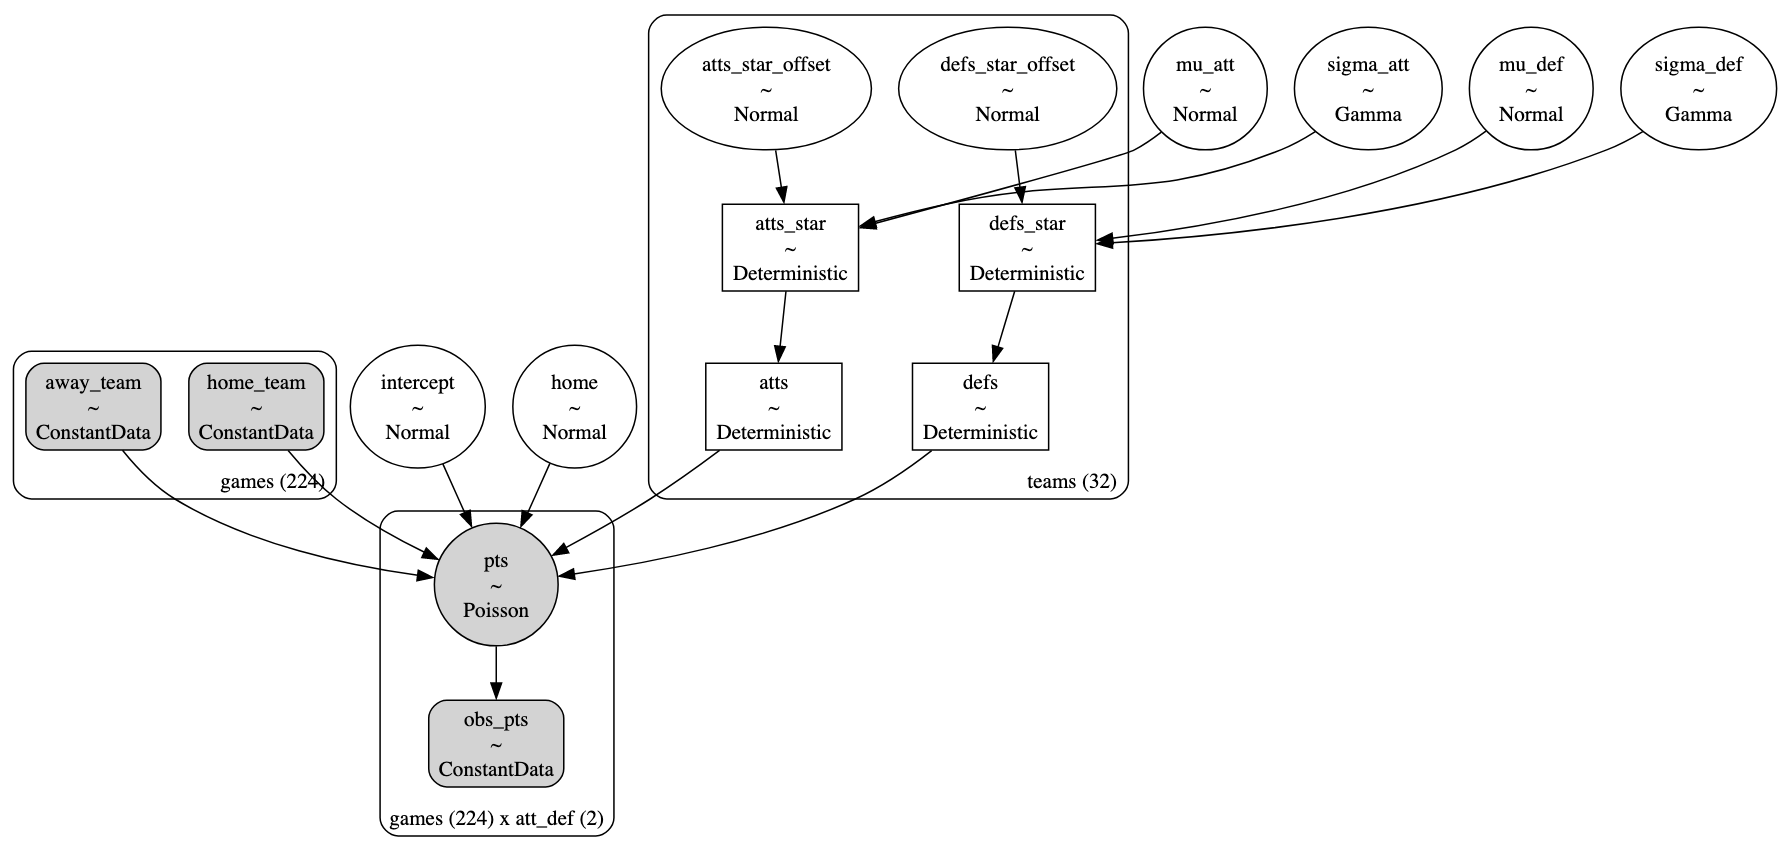 atts_star_offset
~
Normal
defs_star_offset
~
Normal
mu_att
~
Normal
sigma_att
~
Gamma
mu_def
~
Normal
sigma_def
~
Gamma
atts_star
~
Deterministic
defs_star
~
Deterministic
away_team
~
ConstantData
home_team
~
ConstantData
games (224)
intercept
~
Normal
home
~
Normal
atts
~
Deterministic
defs
~
Deterministic
teams (32)
pts
~
Poisson
obs_pts
~
ConstantData
games (224) x att_def (2)